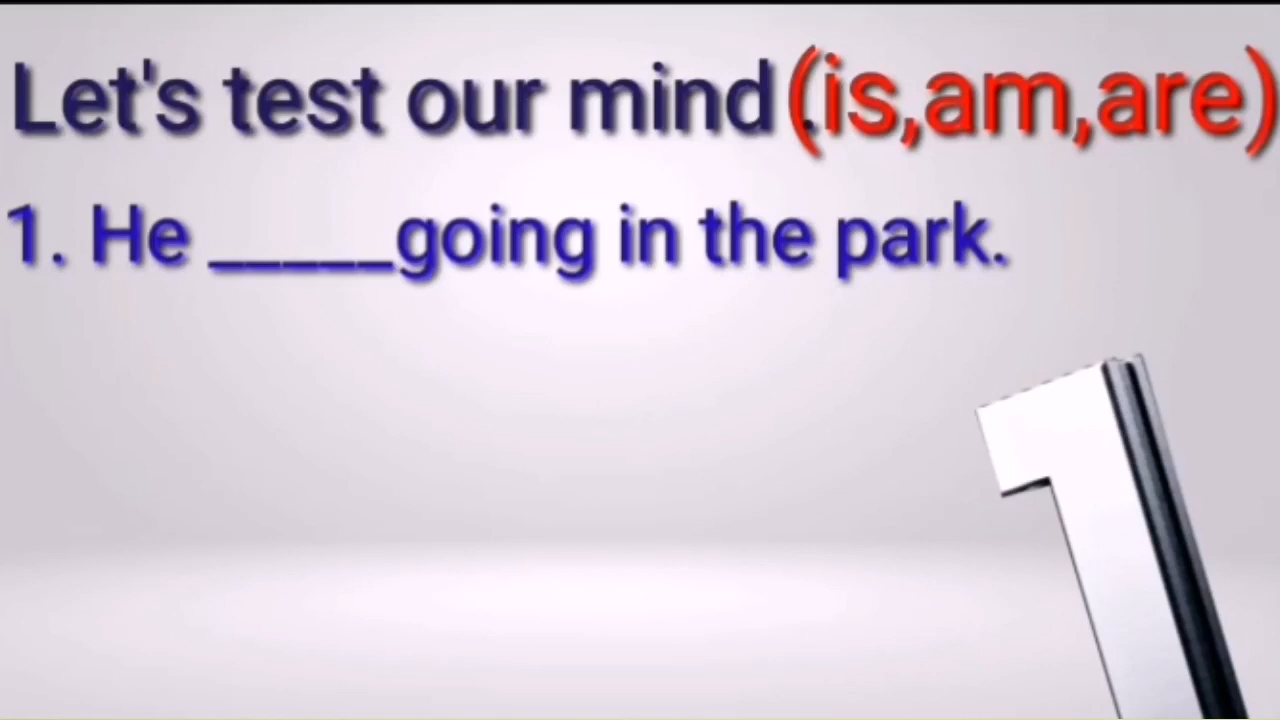 Let's test our mind.(is,am,are)
1. He _____going in the park.
1